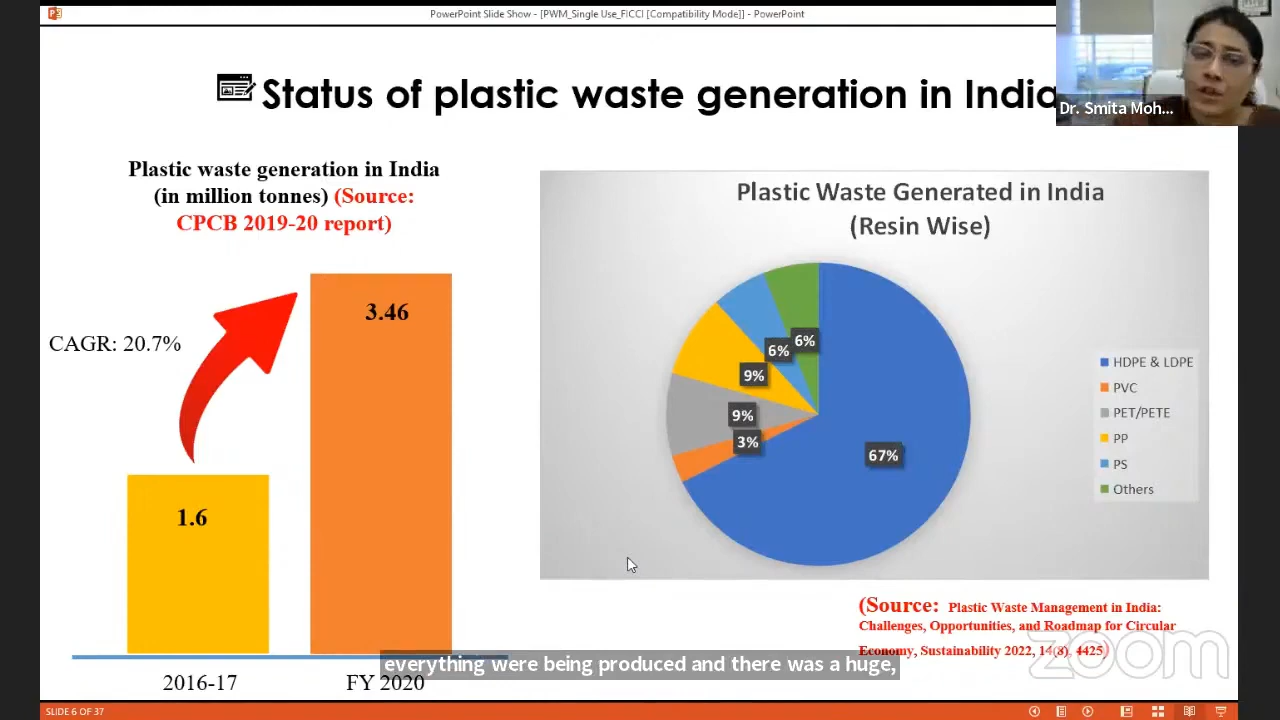 PowerPoint Slide Show - [PWM_Single Use_FICCI [Compatibility Mode]] - PowerPoint
Dr. Smita Moh...
Status of plastic waste generation in India
Plastic waste generation in India
(in million tonnes) (Source:
CPCB 2019-20 report)
CAGR: 20.7%
1.6
3.46
2016-17
FY 2020
Plastic Waste Generated in India
(Resin Wise)
6%
6%
9%
9%
3%
67%
HDPE & LDPE
PVC
PET/PETE
PP
PS
Others
(Source: Plastic Waste Management in India:
Challenges, Opportunities, and Roadmap for Circular
Economy, Sustainability 2022, 14(8), 4425)
zoom
everything were being produced and there was a huge,
SLIDE 6 OF 37